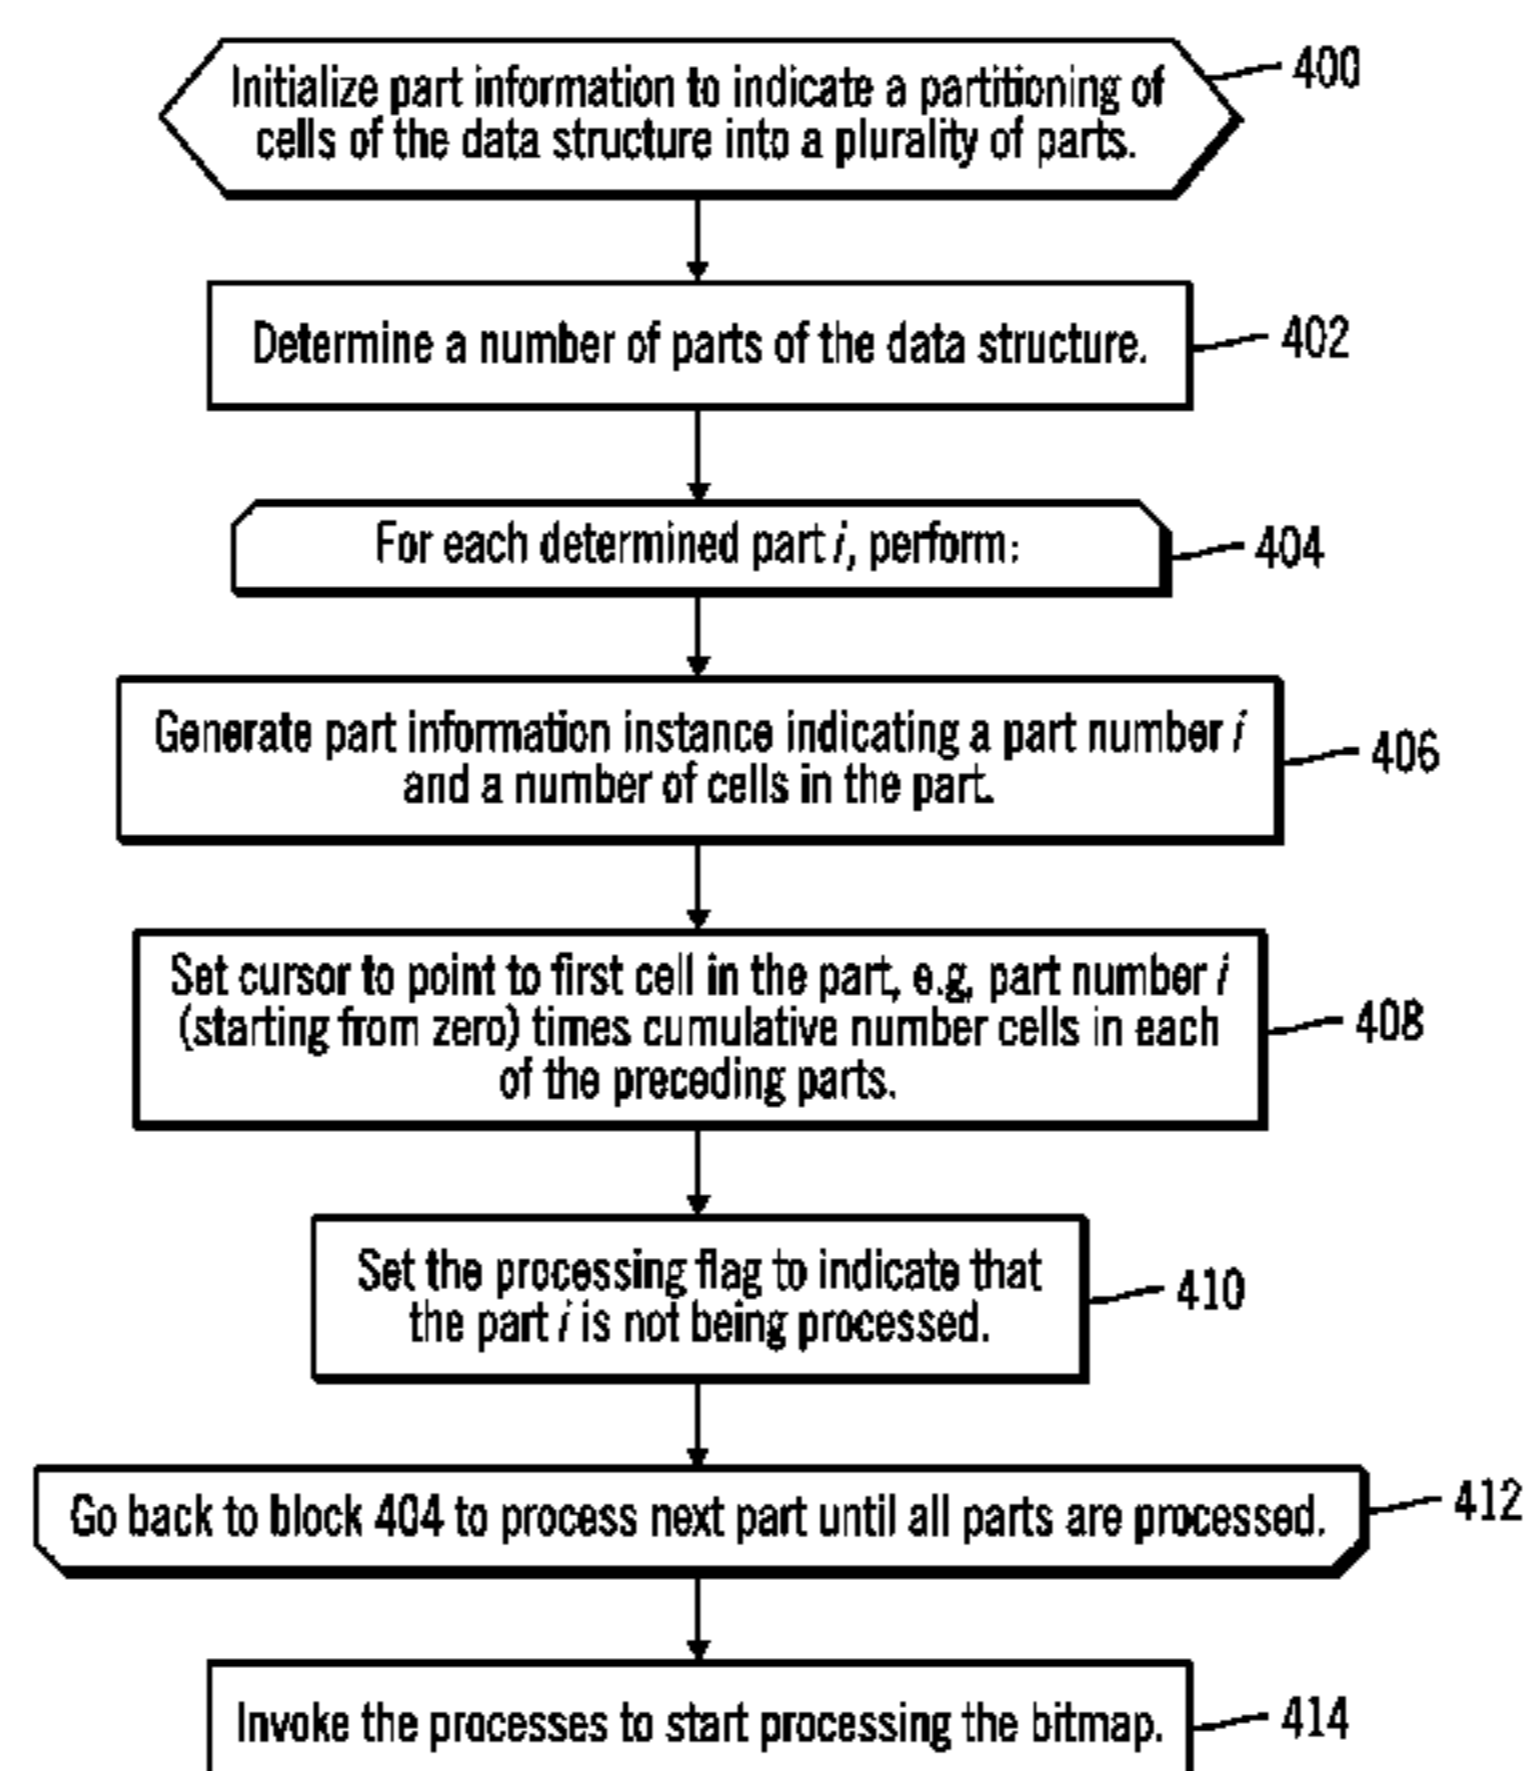 Initialize part information to indicate a partitioning of
cells of the data structure into a plurality of parts.
400
Determine a number of parts of the data structure.
402
For each determined part i, perform:
404
Generate part information instance indicating a part number i
and a number of cells in the part.
406
Set cursor to point to first cell in the part, e.g, part number i
(starting from zero) times cumulative number cells in each
of the preceding parts.
408
Set the processing flag to indicate that
the part i is not being processed.
410
Go back to block 404 to process next part until all parts are processed.
412
Invoke the processes to start processing the bitmap.
414